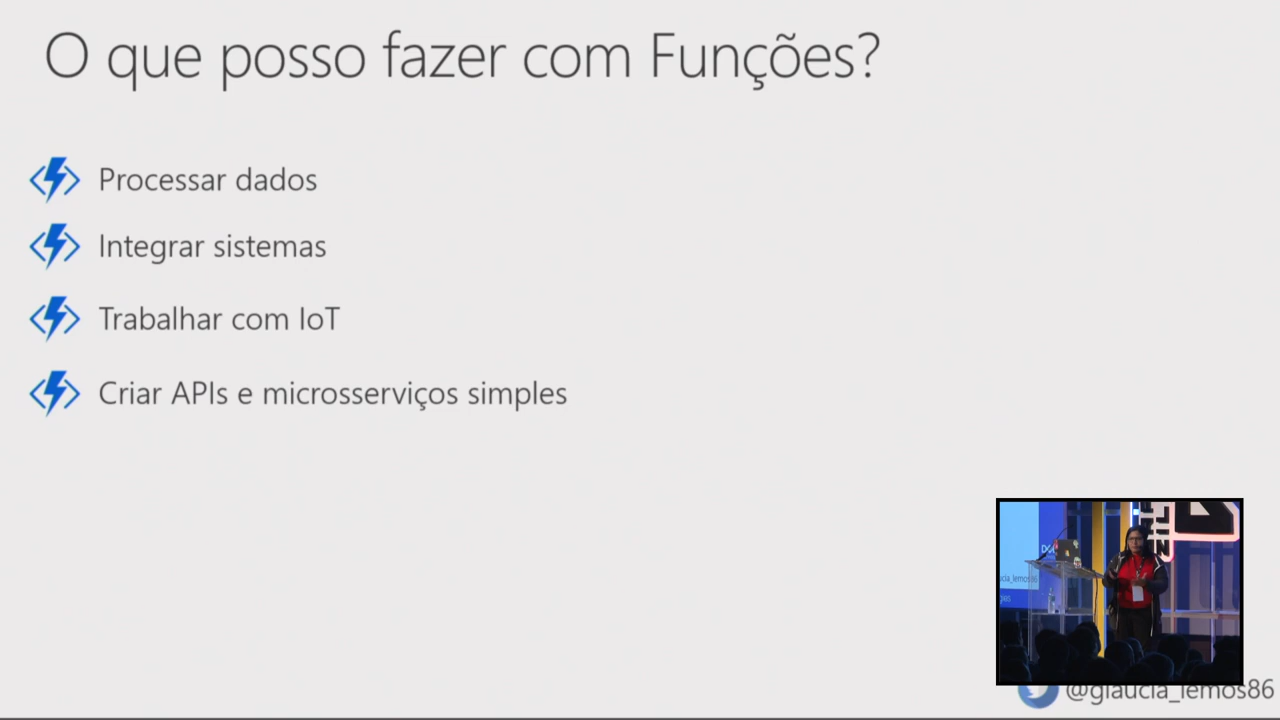 O que posso fazer com Funções?
Processar dados
Integrar sistemas
Trabalhar com IoT
Criar APIs e microsserviços simples
@glaucia_lemos86